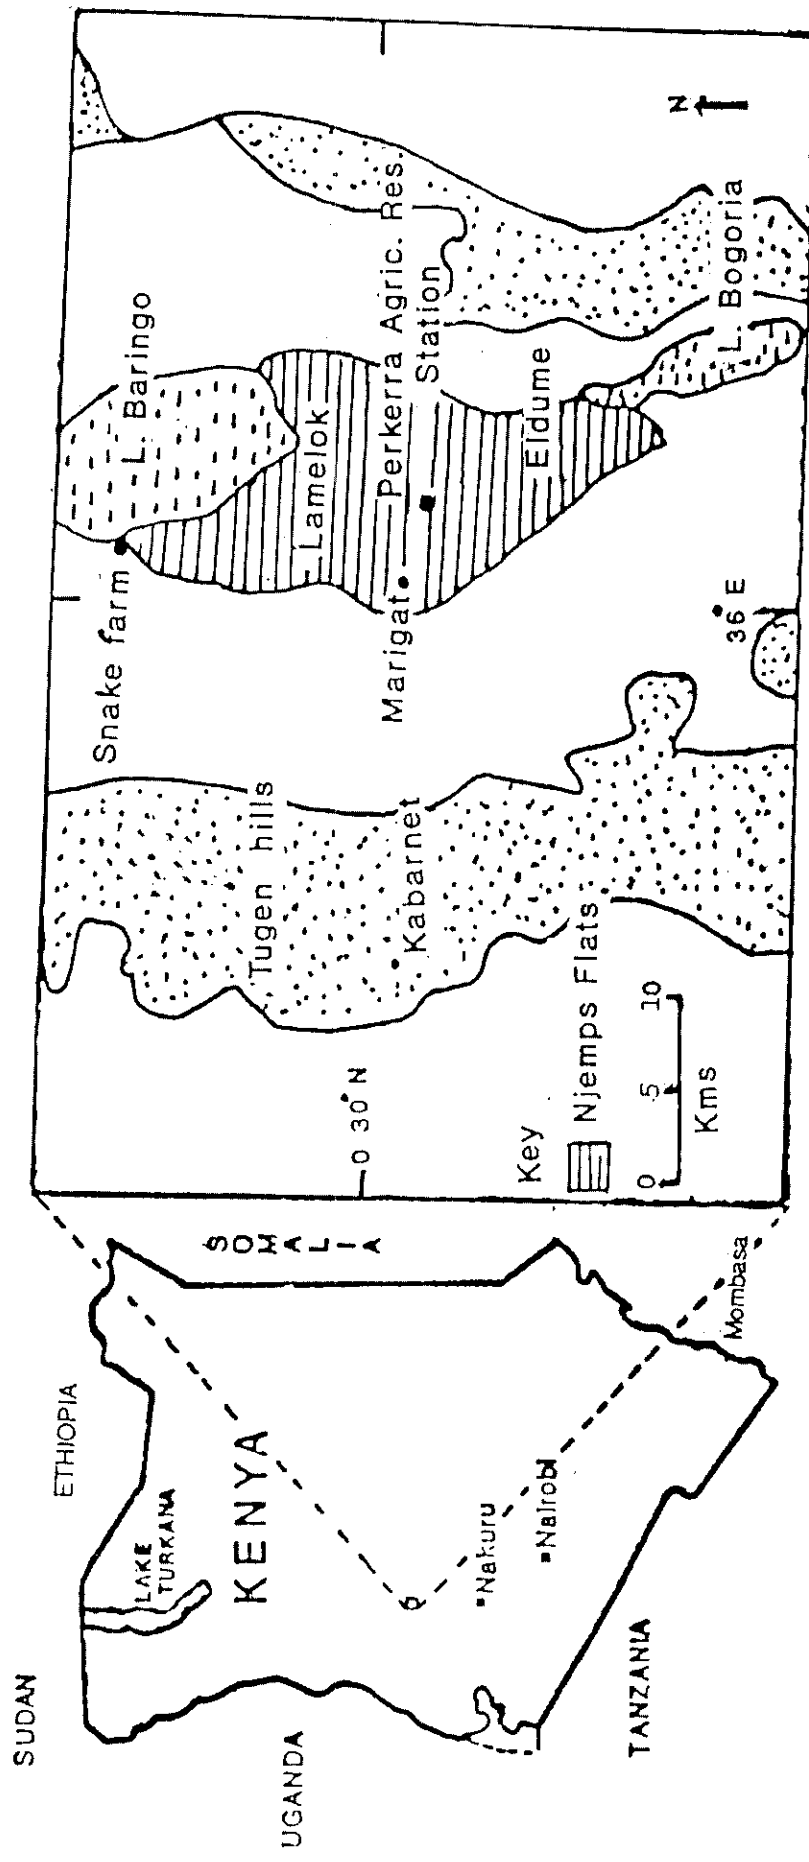 SUDAN
ETHIOPIA
UGANDA
LAKE
TURKANA
KENYA
SOMALIA
Nakuru
Nairobi
Mombasa
TANZANIA
Snake farm
L. Baringo
Tugen hills
Lamelok
0 30° N
Kabarnet
Marigat
Perkerra Agric. Res.
Station
Eldume
L. Bogoria
N
36° E
Key
Njemps Flats
0 5 10
Kms